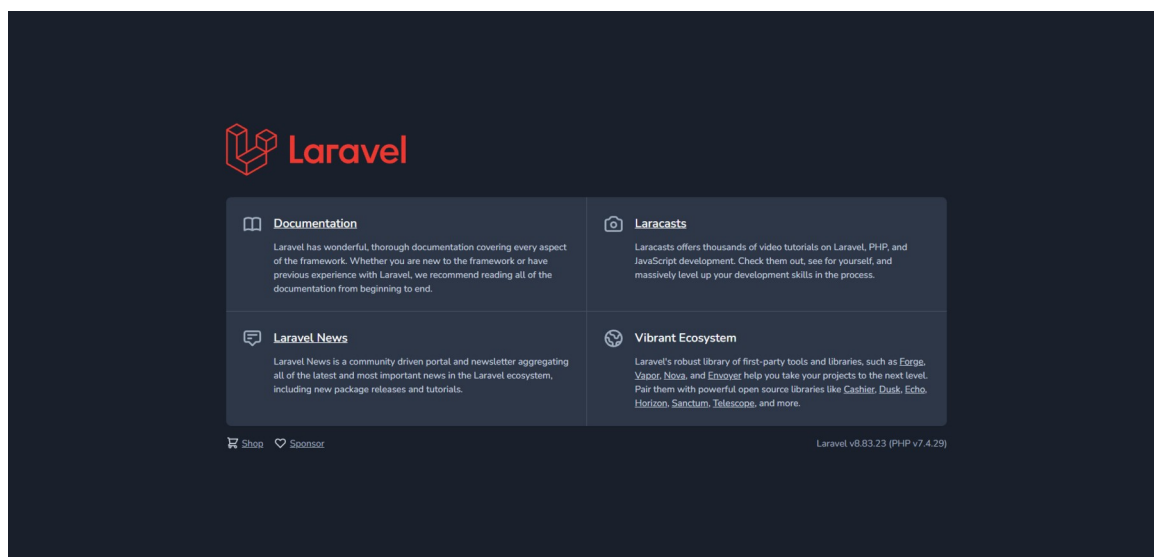 Laravel
Documentation
Laravel has wonderful, thorough documentation covering every aspect
of the framework. Whether you are new to the framework or have
previous experience with Laravel, we recommend reading all of the
documentation from beginning to end.
Laracasts
Laracasts offers thousands of video tutorials on Laravel, PHP, and
JavaScript development. Check them out, see for yourself, and
massively level up your development skills in the process.
Laravel News
Laravel News is a community driven portal and newsletter aggregating
all of the latest and most important news in the Laravel ecosystem,
including new package releases and tutorials.
Vibrant Ecosystem
Laravel's robust library of first-party tools and libraries, such as Forge,
Vapor, Nova, and Envoyer help you take your projects to the next level.
Pair them with powerful open source libraries like Cashier, Dusk, Echo,
Horizon, Sanctum, Telescope, and more.
Shop Sponsor
Laravel v8.83.23 (PHP v7.4.29)